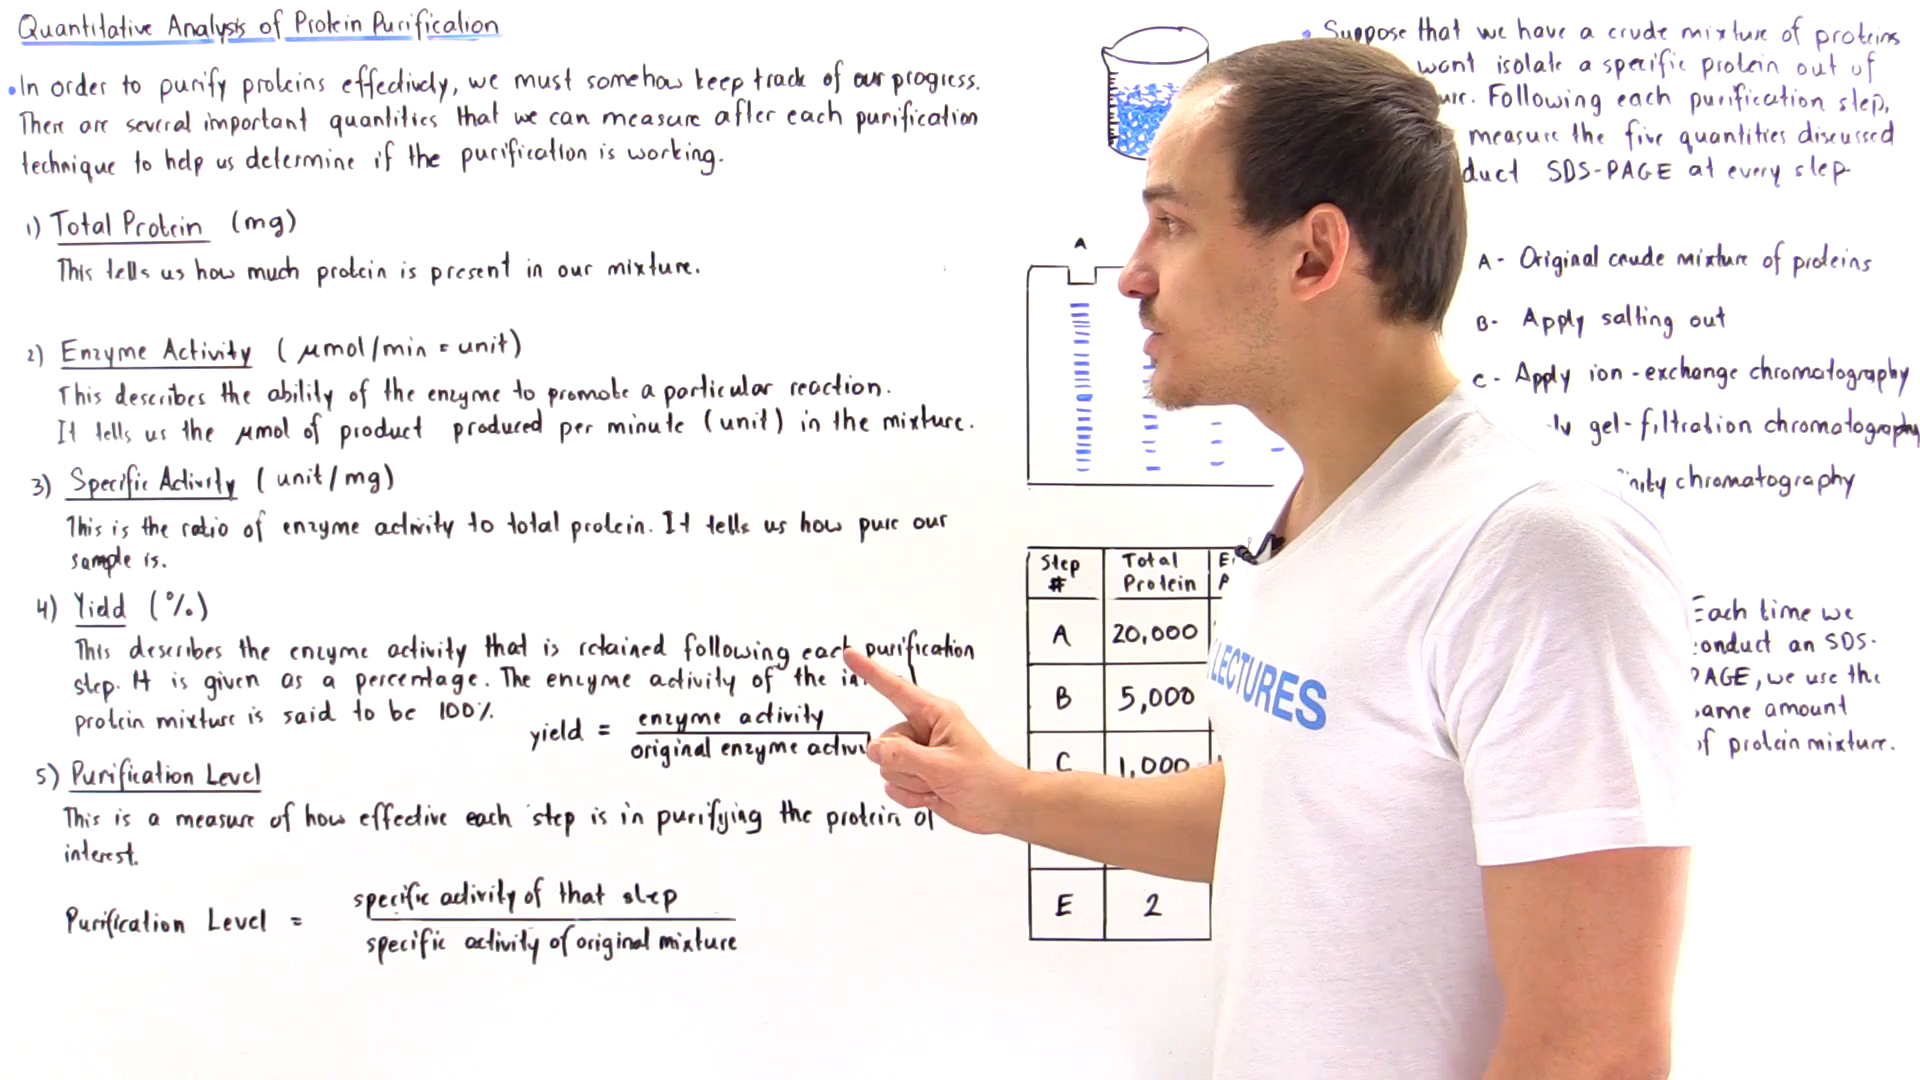 Quantitative Analysis of Protein Purification
• In order to purify proteins effectively, we must somehow keep track of our progress.
There are several important quantities that we can measure after each purification
technique to help us determine if the purification is working.
1) Total Protein (mg)
This tells us how much protein is present in our mixture.
2) Enzyme Activity (μmol/min = unit)
This describes the ability of the enzyme to promote a particular reaction.
It tells us the μmol of product produced per minute (unit) in the mixture.
3) Specific Activity (unit/mg)
This is the ratio of enzyme activity to total protein. It tells us how pure our
sample is.
4) Yield (%)
This describes the enzyme activity that is retained following each purification
step. It is given as a percentage. The enzyme activity of the
protein mixture is said to be 100%.
yield = enzyme activity
original enzyme
5) Purification Level
This is a measure of how effective each step is in purifying the protein of
interest.
Purification Level = specific activity of that step
specific activity of original mixture
• Suppose that we have a crude mixture of proteins
want isolate a specific protein out of
Following each purification step,
measure the five quantities discussed
SDS-PAGE at every step
A
A- Original crude mixture of proteins
B- Apply salting out
C- Apply ion-exchange chromatography
gel-filtration chromatography
chromatography
Step # Total Protein
A 20,000
B 5,000
C 1,000
E 2
LECTURES
Each time we
conduct an SDS-
PAGE, we use the
same amount
of protein mixture.